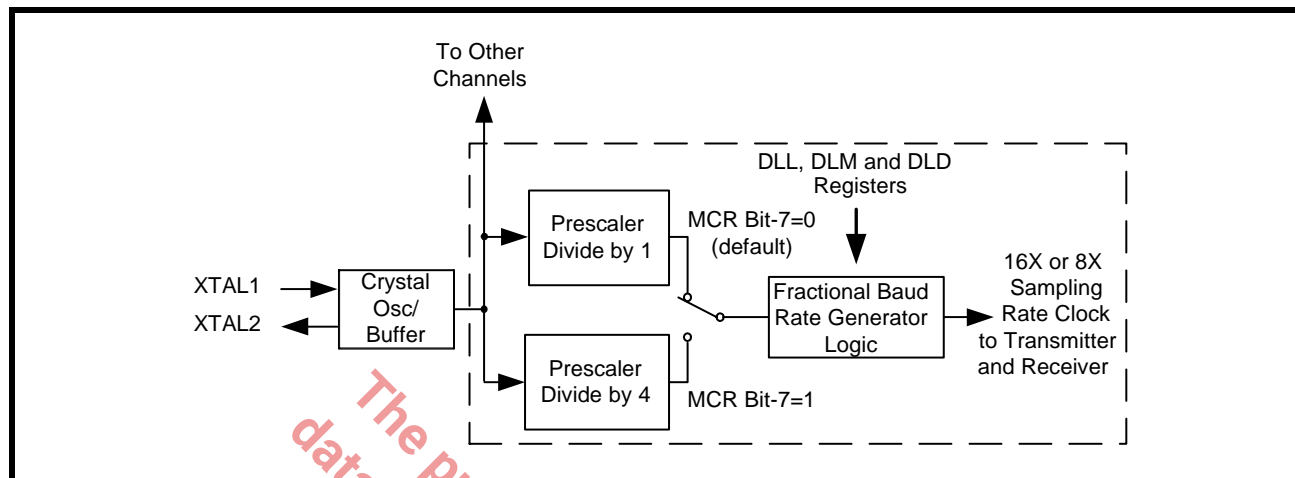 To Other
Channels
DLL, DLM and DLD
Registers
Prescaler
Divide by 1
MCR Bit-7=0
(default)
XTAL1
XTAL2
Crystal
Osc/
Buffer
Fractional Baud
Rate Generator
Logic
16X or 8X
Sampling
Rate Clock
to Transmitter
and Receiver
Prescaler
Divide by 4
MCR Bit-7=1
The